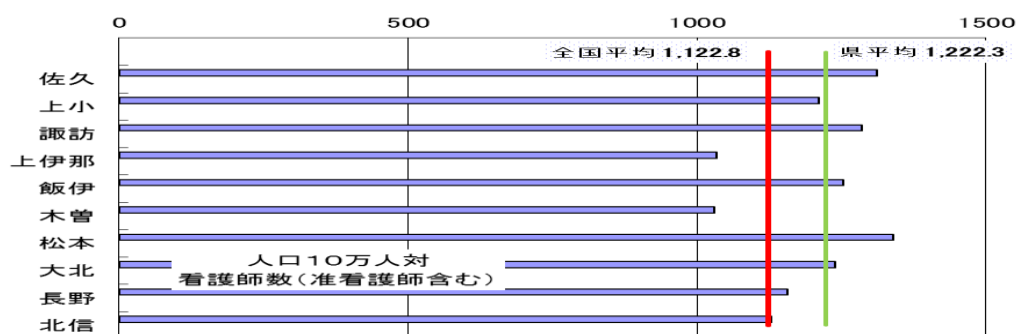 0 500 1000 1500
全国平均 1,122.8 県平均 1,222.3
佐久
上小
諏訪
上伊那
飯伊
木曽
松本
大北
長野
北信
人口10万人対
看護師数(准看護師含む)